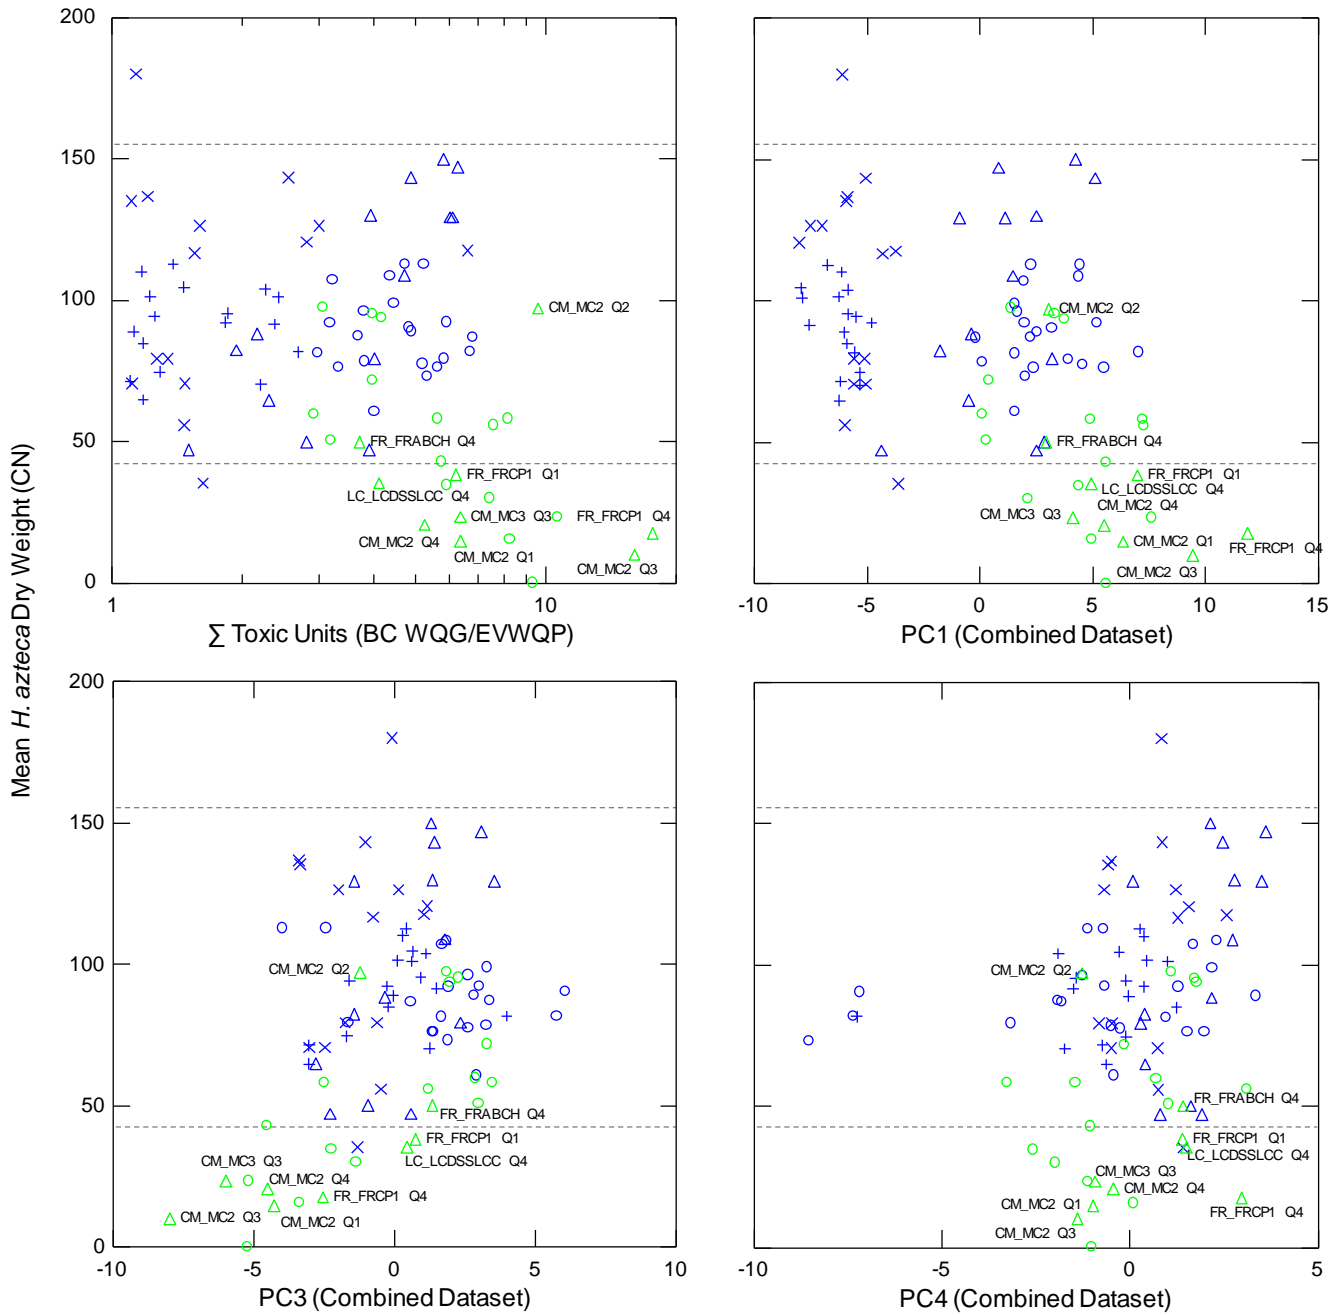 Mean H. azteca Dry Weight (CN)
200
150
100
50
0
CM_MC2 Q2
FR_FRABCH Q4
FR_FRCP1 Q1
LC_LCDSSLCC Q4
CM_MC3 Q3
FR_FRCP1 Q4
CM_MC2 Q4
CM_MC2 Q1
CM_MC2 Q3
1
10
∑ Toxic Units (BC WQG/EVWQP)
CM_MC2 Q2
FR_FRABCH Q4
FR_FRCP1 Q1
LC_LCDSSLCC Q4
CM_MC2 Q4
CM_MC3 Q3
CM_MC2 Q1
FR_FRCP1 Q4
CM_MC2 Q3
-10
-5
0
5
10
15
PC1 (Combined Dataset)
200
150
100
50
0
CM_MC2 Q2
FR_FRABCH Q4
FR_FRCP1 Q1
LC_LCDSSLCC Q4
CM_MC3 Q3
CM_MC2 Q4
FR_FRCP1 Q4
CM_MC2 Q3
CM_MC2 Q1
-10
-5
0
5
10
PC3 (Combined Dataset)
CM_MC2 Q2
FR_FRABCH Q4
FR_FRCP1 Q1
LC_LCDSSLCC Q4
CM_MC3 Q3
CM_MC2 Q4
CM_MC2 Q1
FR_FRCP1 Q4
CM_MC2 Q3
-10
-5
0
5
PC4 (Combined Dataset)